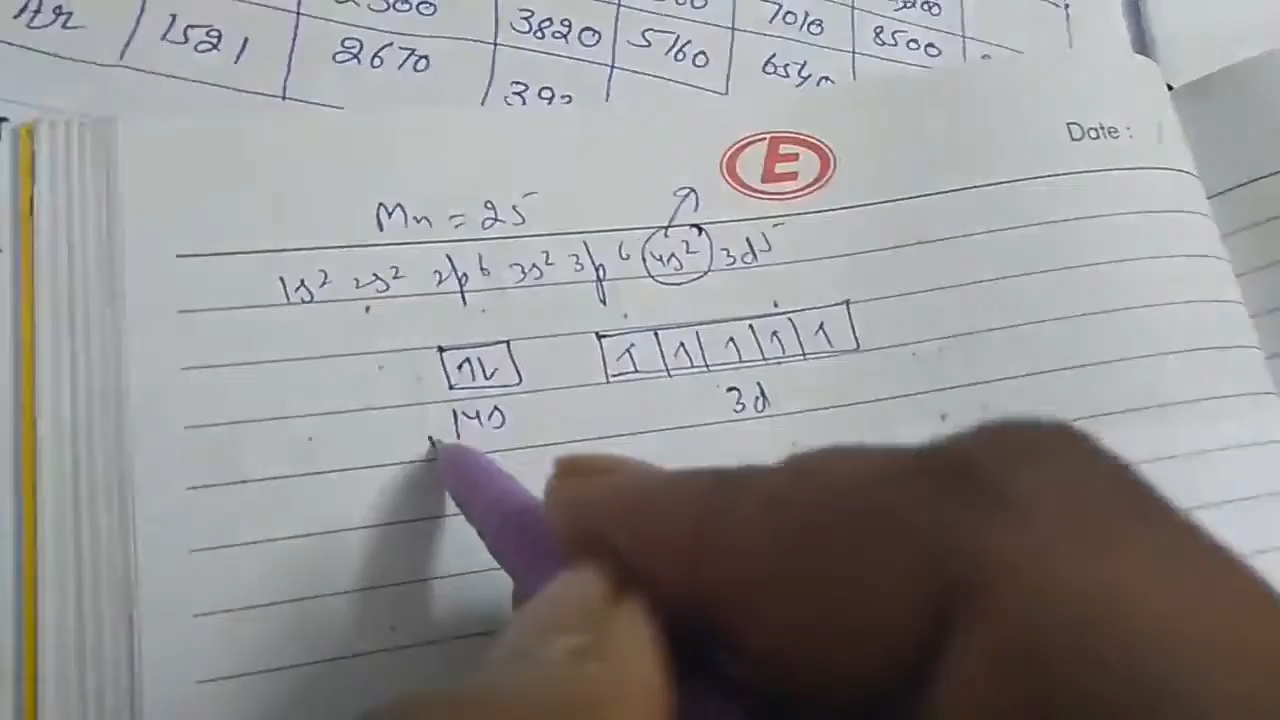 Ar 1521 2670 3820 5160 7010 8500
Date :
E
Mn = 25
1s² 2s² 2p⁶ 3s² 3p⁶ 4s² 3d⁵
↿⇂ 1 1 1 1 1
4s 3d